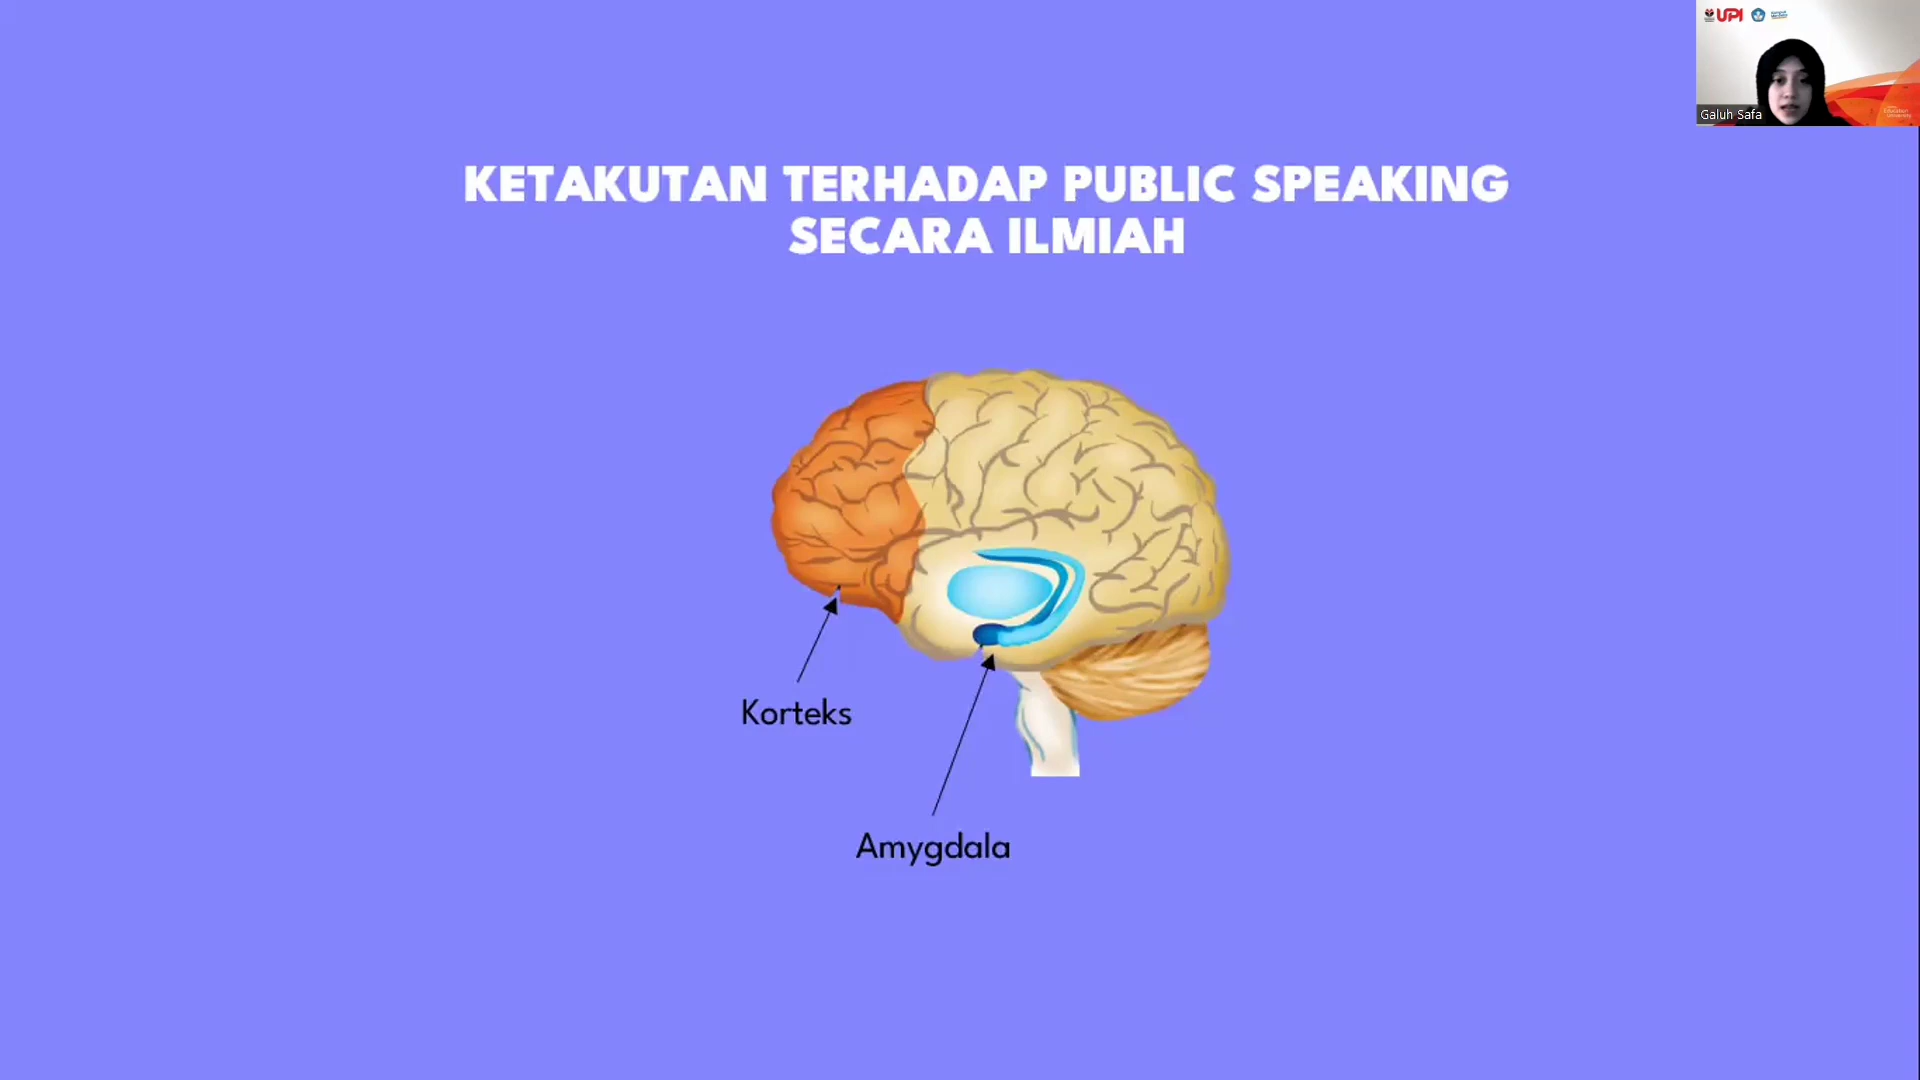 UPI
Galuh Safa
KETAKUTAN TERHADAP PUBLIC SPEAKING
SECARA ILMIAH
Korteks
Amygdala